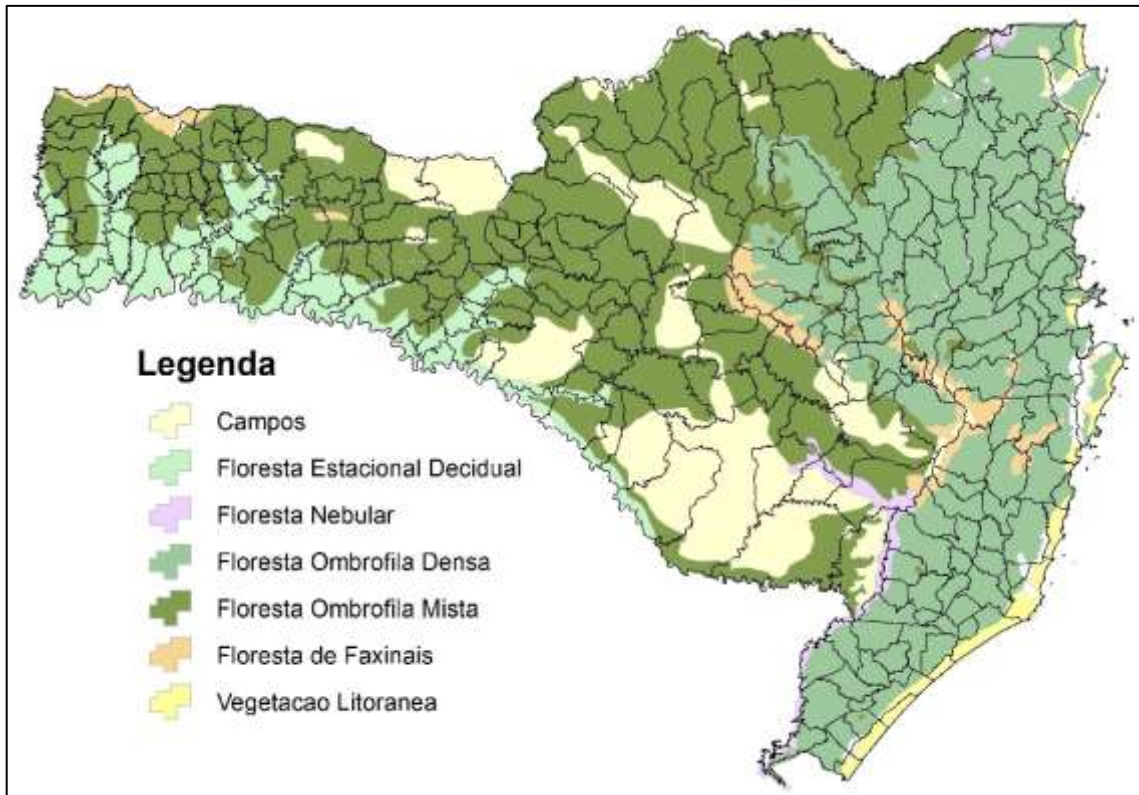 Legenda
Campos
Floresta Estacional Decidual
Floresta Nebular
Floresta Ombrofila Densa
Floresta Ombrofila Mista
Floresta de Faxinais
Vegetacao Litoranea